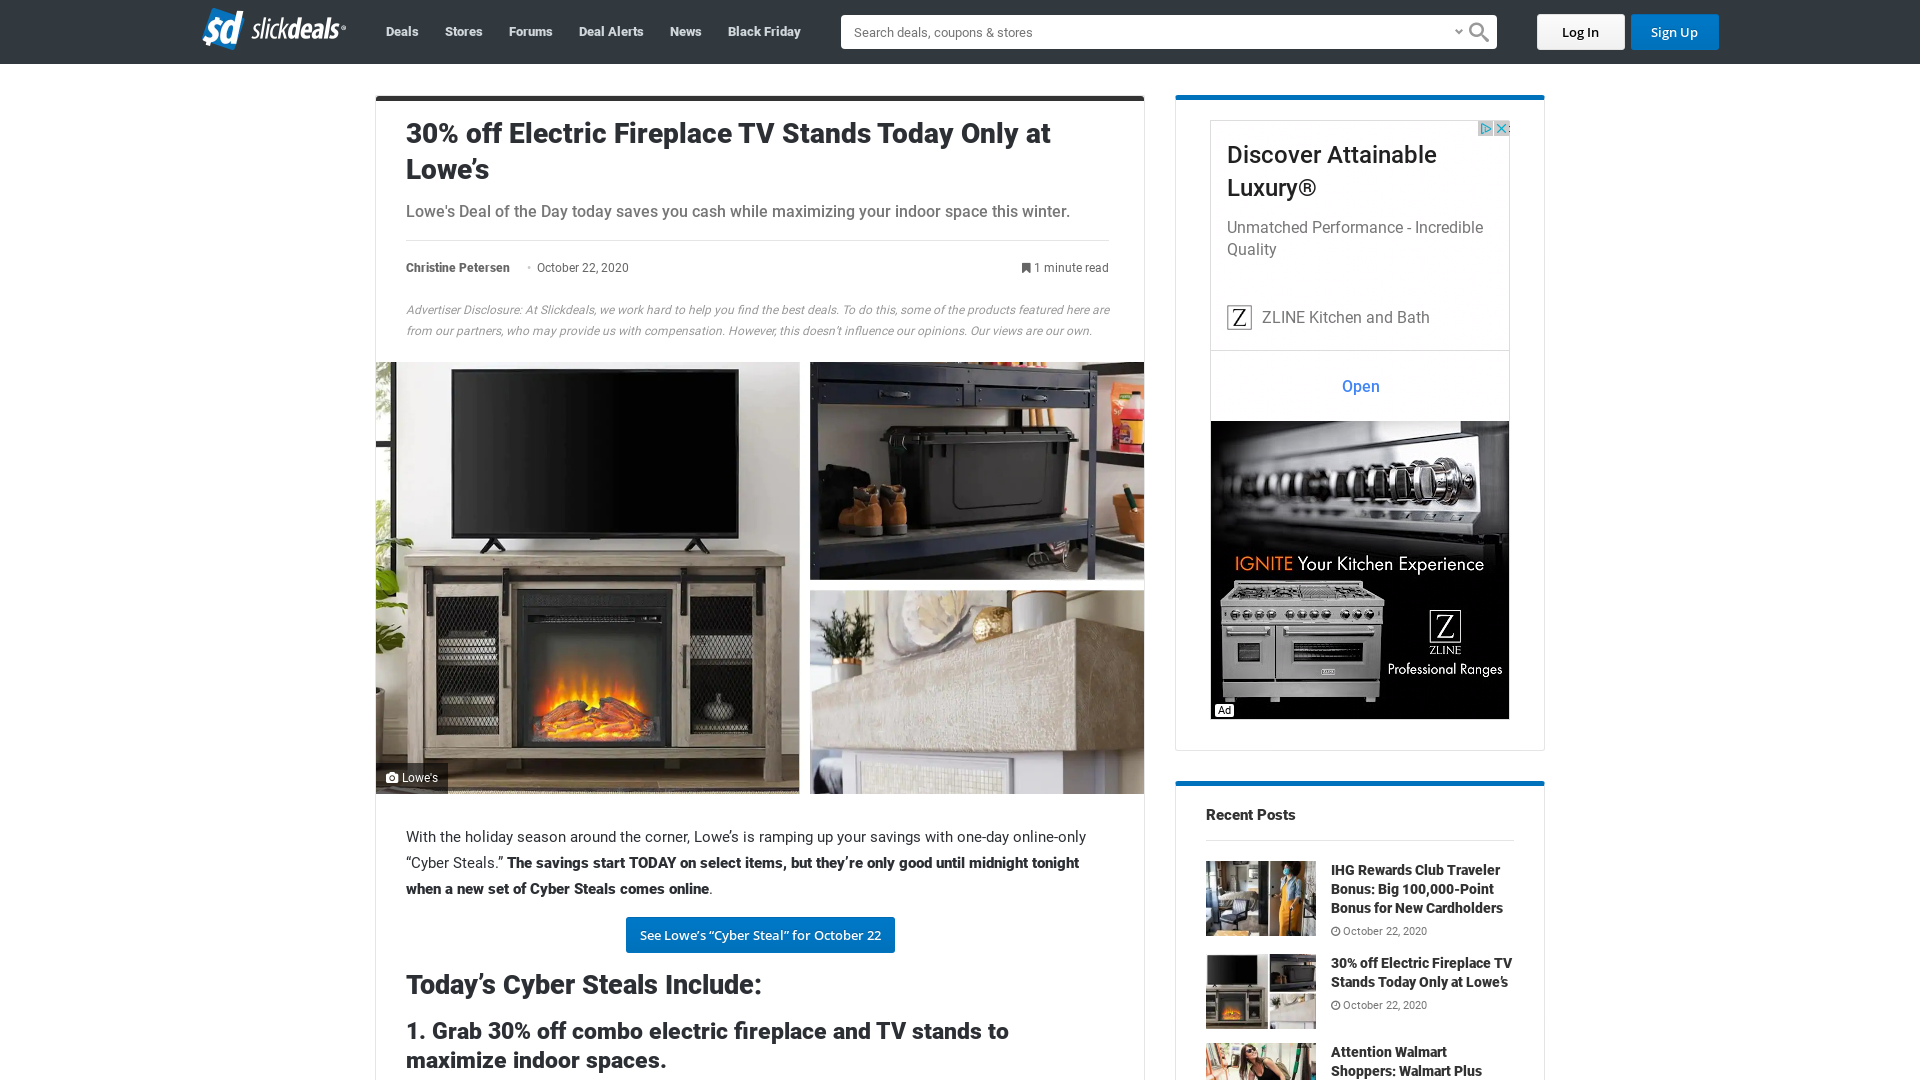 sd slickdeals
Deals Stores Forums Deal Alerts News Black Friday
Search deals, coupons & stores
Log In
Sign Up
30% off Electric Fireplace TV Stands Today Only at
Lowe’s
Lowe's Deal of the Day today saves you cash while maximizing your indoor space this winter.
Christine Petersen • October 22, 2020
1 minute read
Advertiser Disclosure: At Slickdeals, we work hard to help you find the best deals. To do this, some of the products featured here are
from our partners, who may provide us with compensation. However, this doesn’t influence our opinions. Our views are our own.
Lowe's
With the holiday season around the corner, Lowe’s is ramping up your savings with one-day online-only
“Cyber Steals.” The savings start TODAY on select items, but they’re only good until midnight tonight
when a new set of Cyber Steals comes online.
See Lowe’s “Cyber Steal” for October 22
Today’s Cyber Steals Include:
1. Grab 30% off combo electric fireplace and TV stands to
maximize indoor spaces.
Discover Attainable
Luxury®
Unmatched Performance - Incredible
Quality
Z ZLINE Kitchen and Bath
Open
IGNITE Your Kitchen Experience
Z
ZLINE
Professional Ranges
Ad
Recent Posts
IHG Rewards Club Traveler
Bonus: Big 100,000-Point
Bonus for New Cardholders
October 22, 2020
30% off Electric Fireplace TV
Stands Today Only at Lowe’s
October 22, 2020
Attention Walmart
Shoppers: Walmart Plus